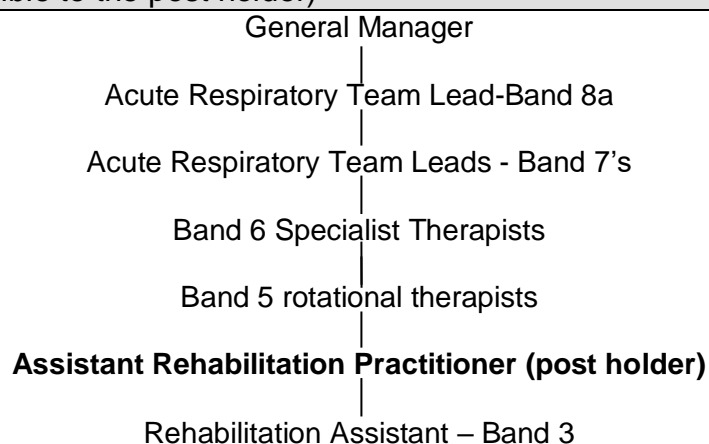 to the post holder)
General Manager
Acute Respiratory Team Lead-Band 8a
Acute Respiratory Team Leads - Band 7's
Band 6 Specialist Therapists
Band 5 rotational therapists
Assistant Rehabilitation Practitioner (post holder)
Rehabilitation Assistant – Band 3